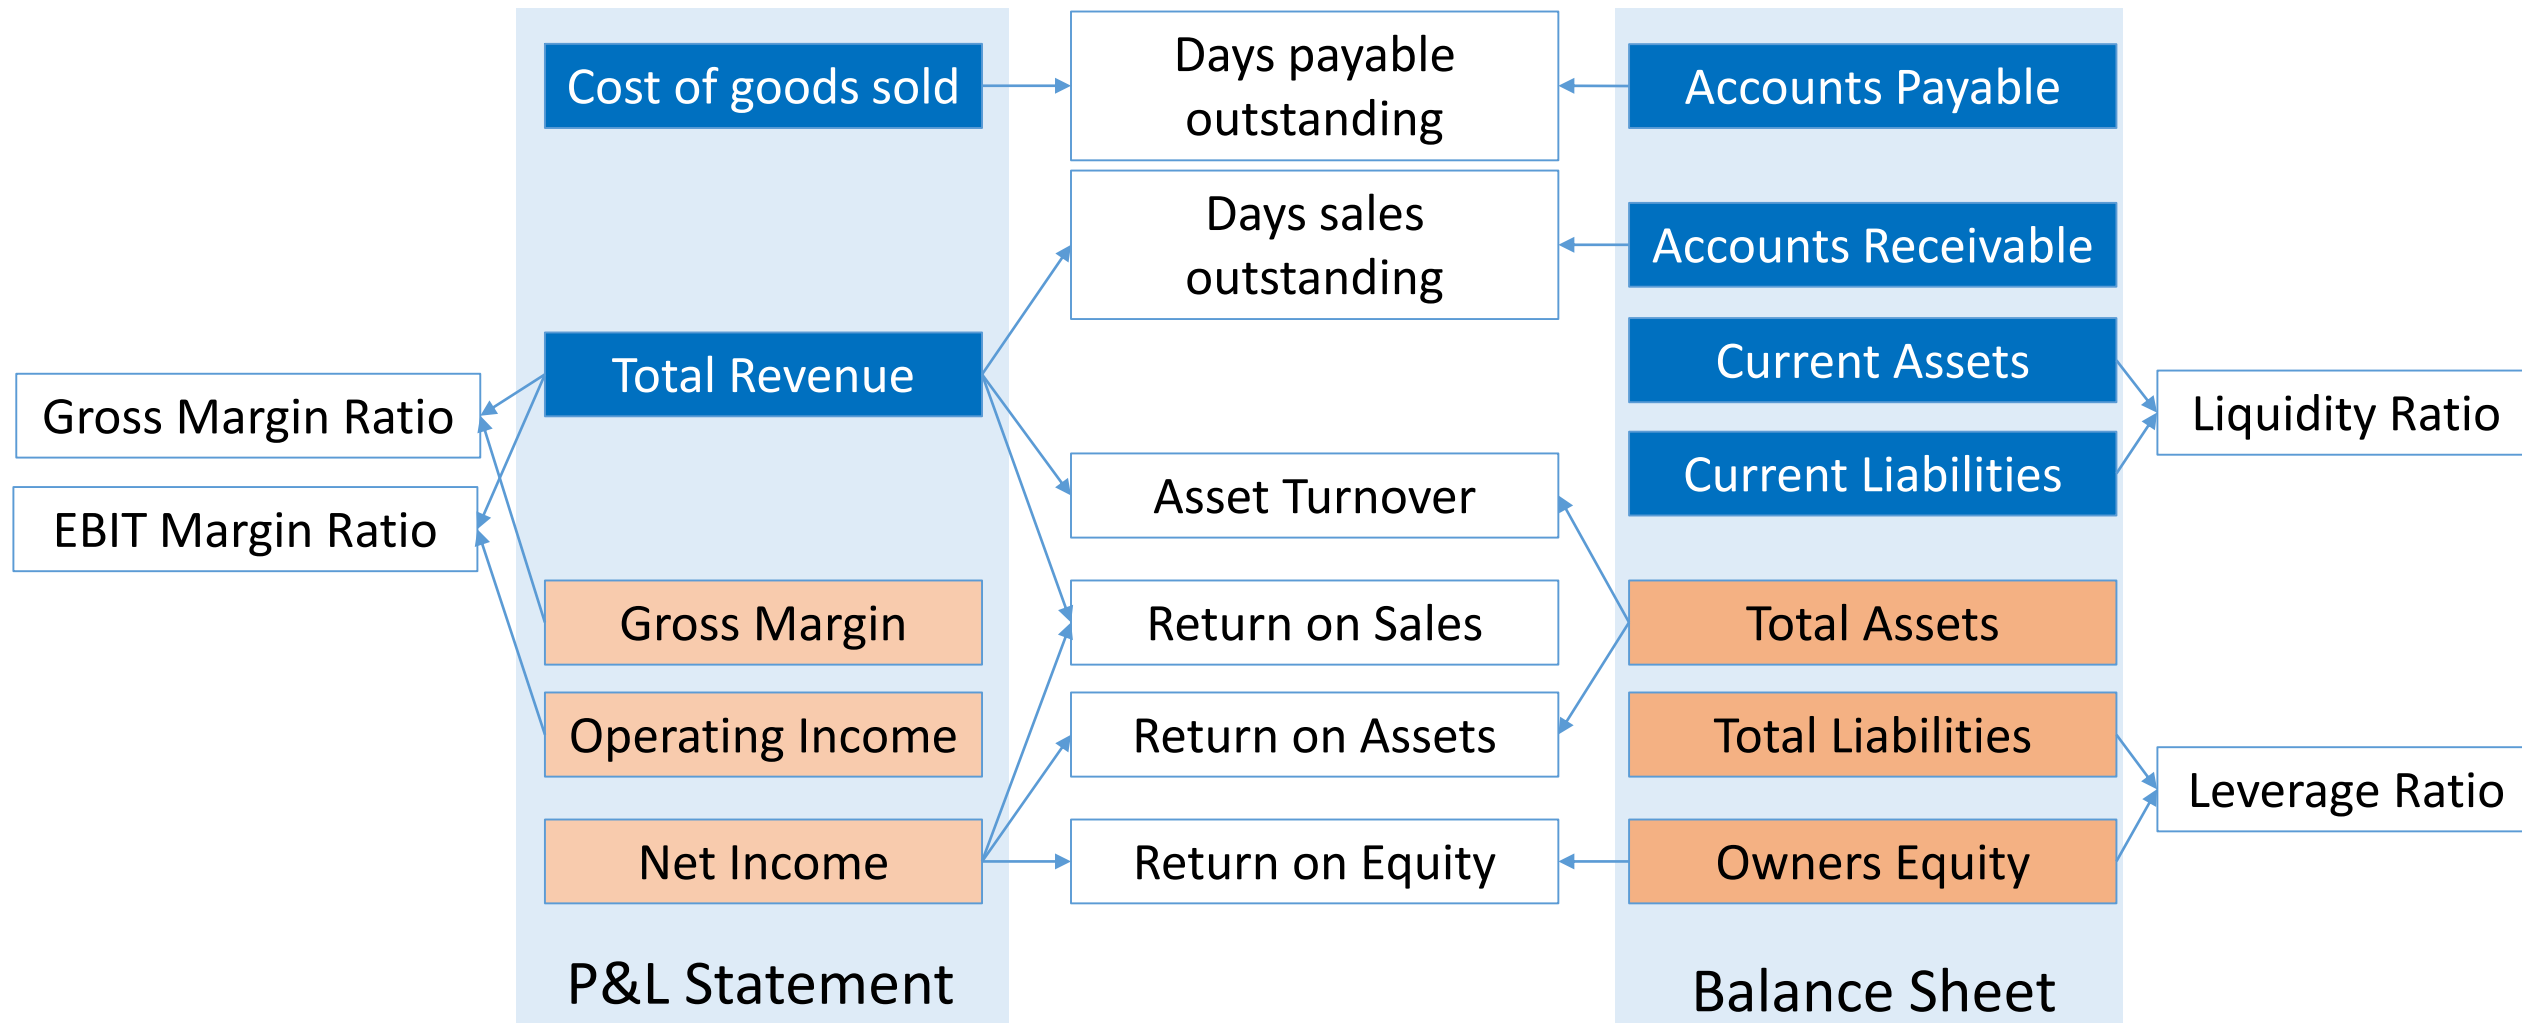 Cost of goods sold
Days payable
outstanding
Accounts Payable
Days sales
outstanding
Accounts Receivable
Total Revenue
Current Assets
Gross Margin Ratio
Liquidity Ratio
Current Liabilities
Asset Turnover
EBIT Margin Ratio
Gross Margin
Return on Sales
Total Assets
Operating Income
Return on Assets
Total Liabilities
Leverage Ratio
Net Income
Return on Equity
Owners Equity
P&L Statement
Balance Sheet